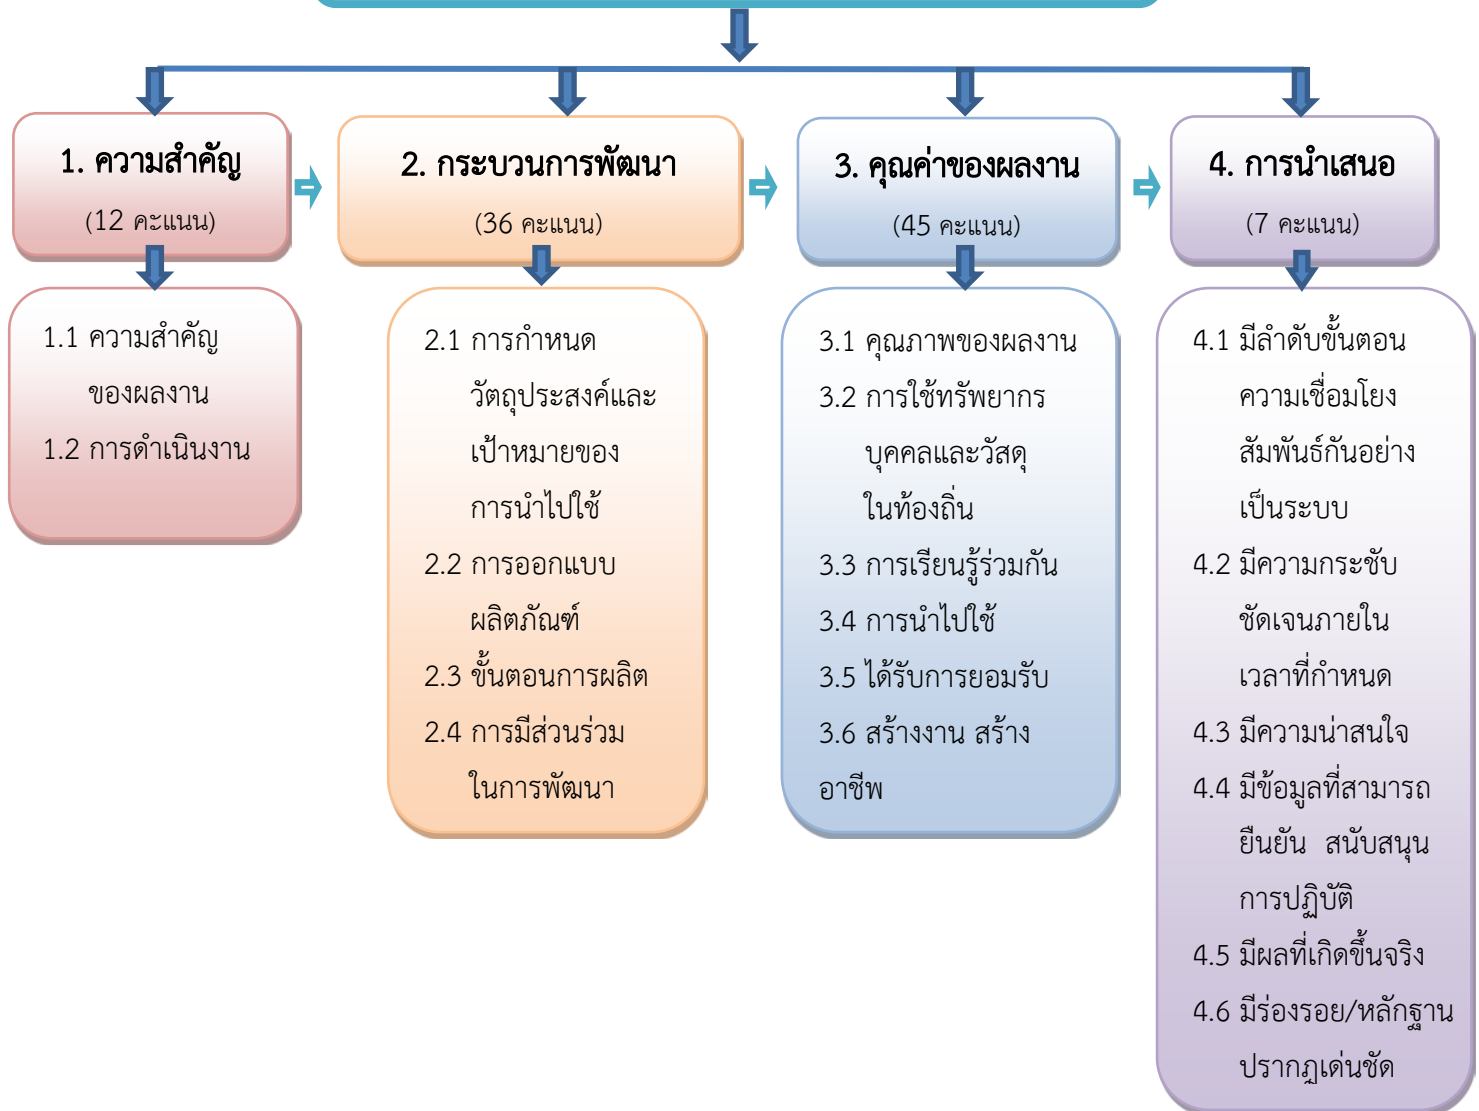 1. ความสำคัญ
(12 คะแนน)
2. กระบวนการพัฒนา
(36 คะแนน)
3. คุณค่าของผลงาน
(45 คะแนน)
4. การนำเสนอ
(7 คะแนน)
1.1 ความสำคัญ
ของผลงาน
1.2 การดำเนินงาน
2.1 การกำหนด
วัตถุประสงค์และ
เป้าหมายของ
การนำไปใช้
2.2 การออกแบบ
ผลิตภัณฑ์
2.3 ขั้นตอนการผลิต
2.4 การมีส่วนร่วม
ในการพัฒนา
3.1 คุณภาพของผลงาน
3.2 การใช้ทรัพยากร
บุคคลและวัสดุ
ในท้องถิ่น
3.3 การเรียนรู้ร่วมกัน
3.4 การนำไปใช้
3.5 ได้รับการยอมรับ
3.6 สร้างงาน สร้าง
อาชีพ
4.1 มีลำดับขั้นตอน
ความเชื่อมโยง
สัมพันธ์กันอย่าง
เป็นระบบ
4.2 มีความกระชับ
ชัดเจนภายใน
เวลาที่กำหนด
4.3 มีความน่าสนใจ
4.4 มีข้อมูลที่สามารถ
ยืนยัน สนับสนุน
การปฏิบัติ
4.5 มีผลที่เกิดขึ้นจริง
4.6 มีร่องรอย/หลักฐาน
ปรากฏเด่นชัด